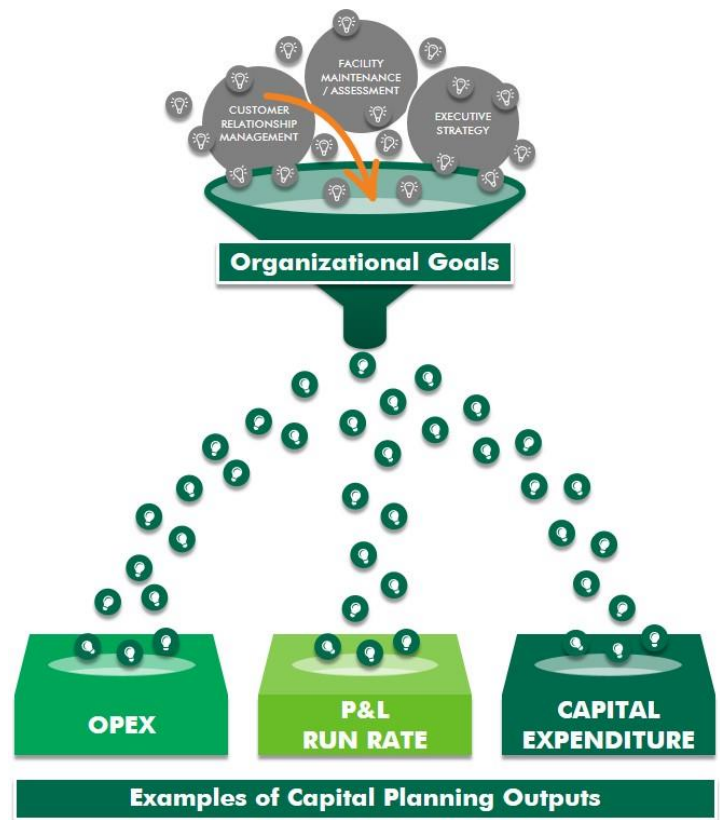 FACILITY
MAINTENANCE
/ ASSESSMENT
CUSTOMER
RELATIONSHIP
MANAGEMENT
EXECUTIVE
STRATEGY
Organizational Goals
OPEX
P&L
RUN RATE
CAPITAL
EXPENDITURE
Examples of Capital Planning Outputs